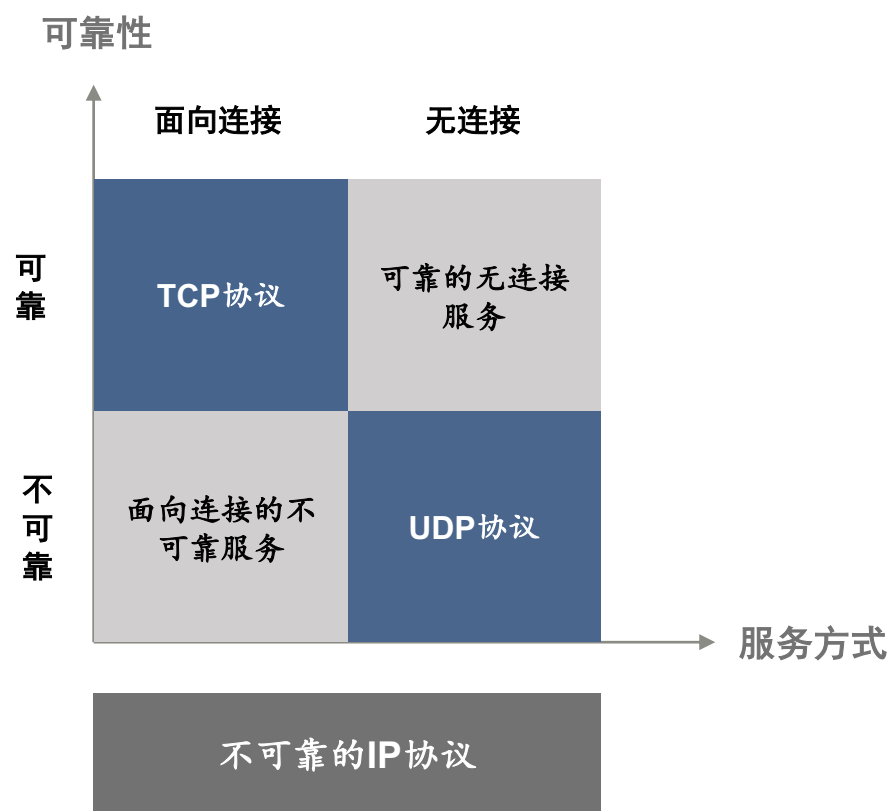 可靠性
面向连接
无连接
可
靠
TCP协议
可靠的无连接
服务
不
可
靠
面向连接的不
可靠服务
UDP协议
服务方式
不可靠的IP协议